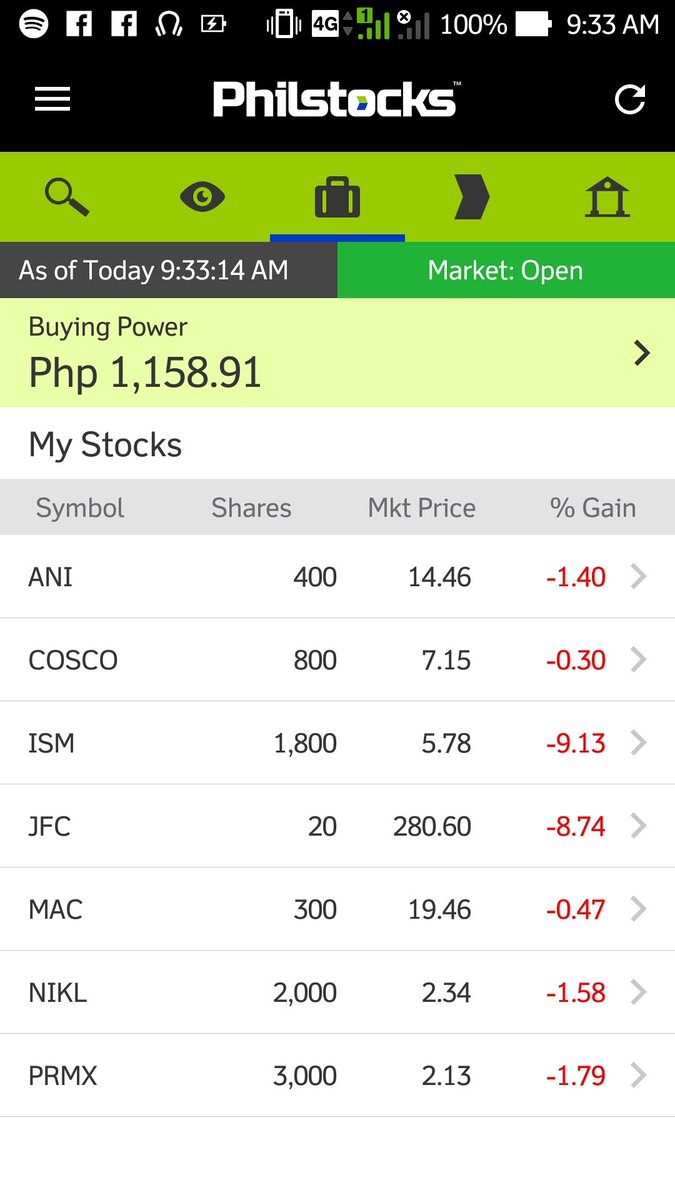 4G 1 100% 9:33 AM
Philstocks™
As of Today 9:33:14 AM Market: Open
Buying Power
Php 1,158.91
My Stocks
Symbol Shares Mkt Price % Gain
ANI 400 14.46 -1.40
COSCO 800 7.15 -0.30
ISM 1,800 5.78 -9.13
JFC 20 280.60 -8.74
MAC 300 19.46 -0.47
NIKL 2,000 2.34 -1.58
PRMX 3,000 2.13 -1.79